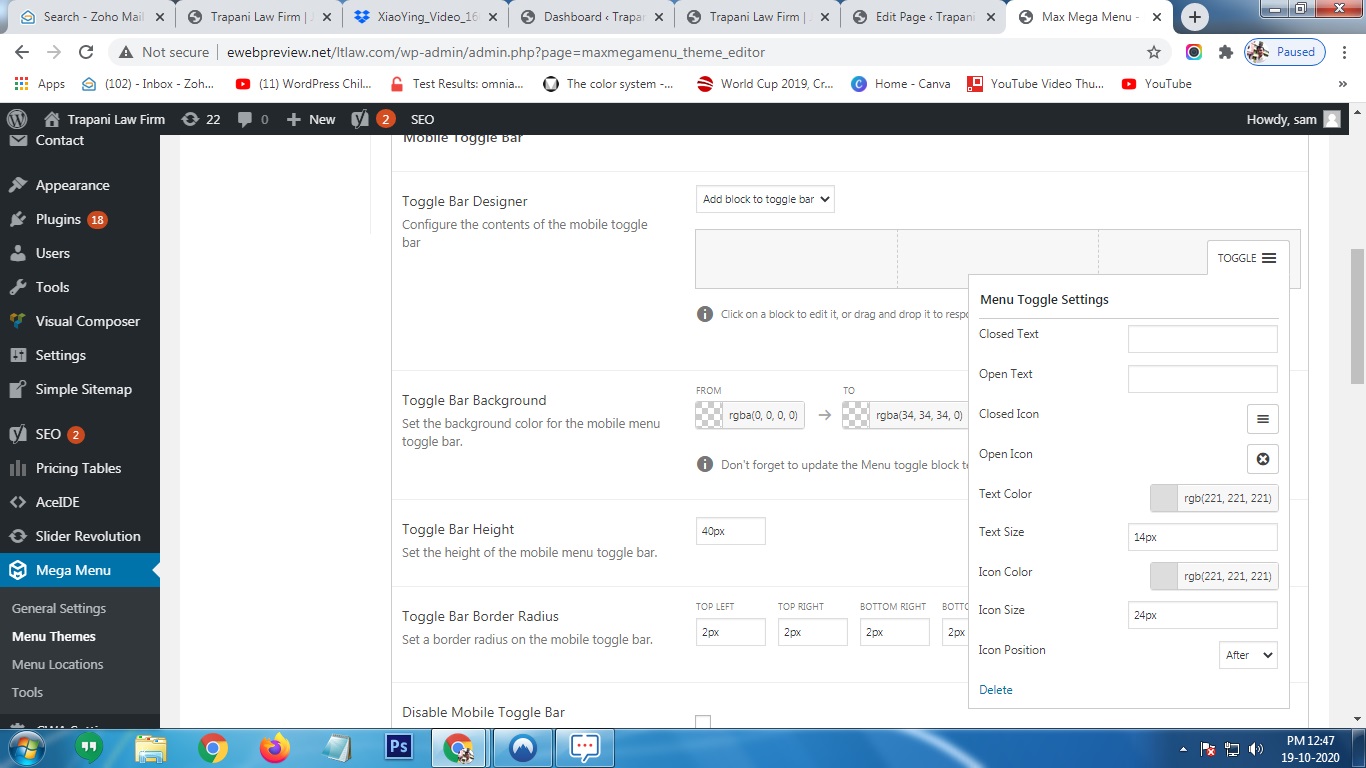 Search - Zoho Mail
Trapani Law Firm | J
XiaoYing_Video_16
Dashboard ‹ Trapan
Trapani Law Firm | Z
Edit Page ‹ Trapani
Max Mega Menu -
Not secure | ewebpreview.net/ltlaw.com/wp-admin/admin.php?page=maxmegamenu_theme_editor
Paused
Apps
(102) - Inbox - Zoh...
(11) WordPress Chil...
Test Results: omnia...
The color system -...
World Cup 2019, Cr...
Home - Canva
YouTube Video Thu...
YouTube
»
Trapani Law Firm
22
0
New
2
SEO
Howdy, sam
Contact
Appearance
Plugins 18
Users
Tools
Visual Composer
Settings
Simple Sitemap
SEO 2
Pricing Tables
AceIDE
Slider Revolution
Mega Menu
General Settings
Menu Themes
Menu Locations
Tools
Mobile Toggle Bar
Toggle Bar Designer
Configure the contents of the mobile toggle
bar
Add block to toggle bar
TOGGLE
Click on a block to edit it, or drag and drop it to repo
Toggle Bar Background
Set the background color for the mobile menu
toggle bar.
FROM
TO
rgba(0, 0, 0, 0)
rgba(34, 34, 34, 0)
Don't forget to update the Menu toggle block te
Toggle Bar Height
Set the height of the mobile menu toggle bar.
40px
Toggle Bar Border Radius
Set a border radius on the mobile toggle bar.
TOP LEFT
TOP RIGHT
BOTTOM RIGHT
BOTTO
2px
2px
2px
2px
Disable Mobile Toggle Bar
Menu Toggle Settings
Closed Text
Open Text
Closed Icon
Open Icon
Text Color
rgb(221, 221, 221)
Text Size
14px
Icon Color
rgb(221, 221, 221)
Icon Size
24px
Icon Position
After
Delete
Ps
PM 12:47
19-10-2020